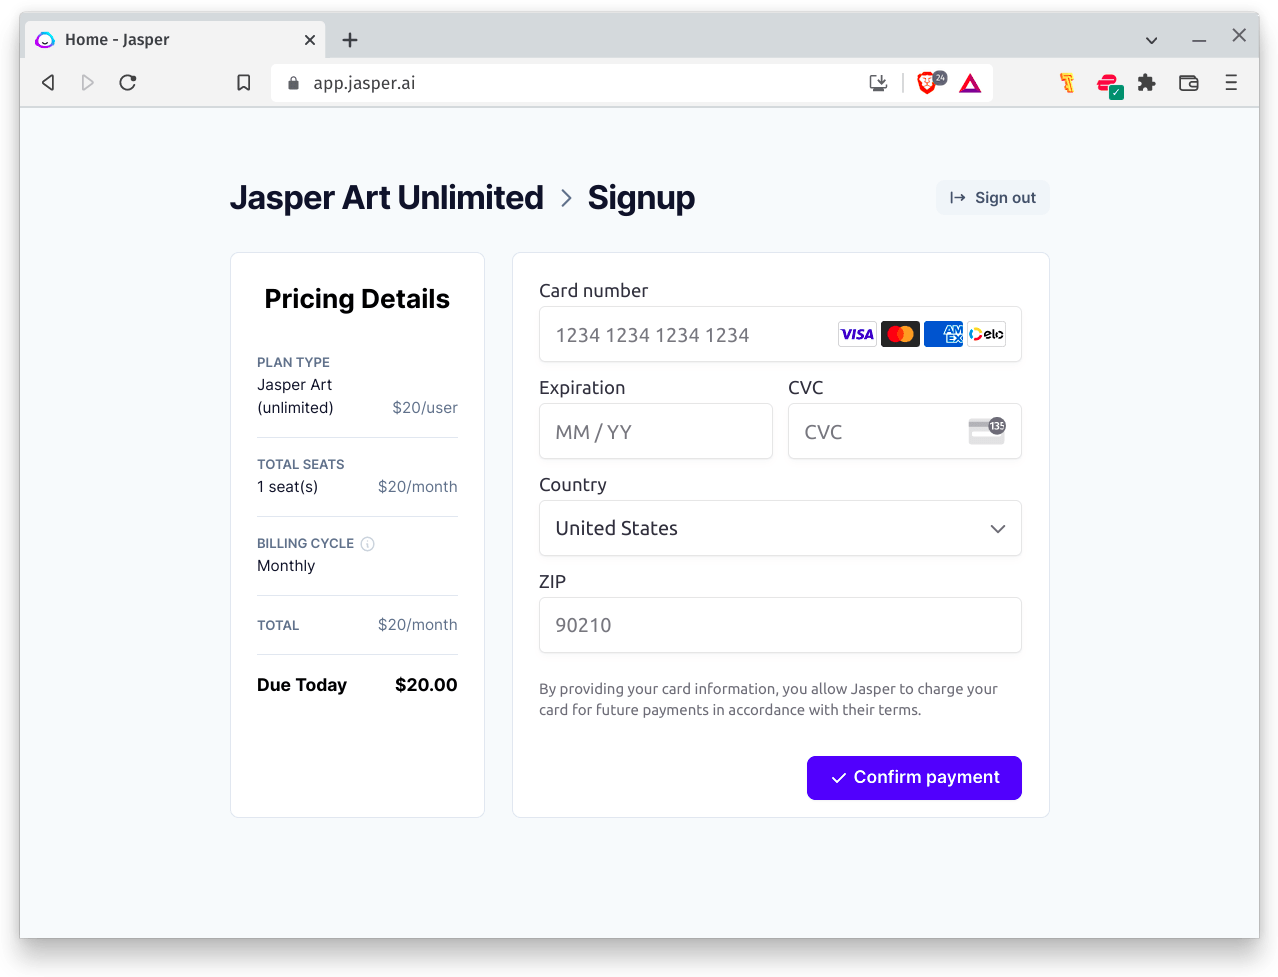 Home - Jasper
app.jasper.ai
24
Jasper Art Unlimited > Signup
Sign out
Pricing Details
PLAN TYPE
Jasper Art
(unlimited) $20/user
TOTAL SEATS
1 seat(s) $20/month
BILLING CYCLE
Monthly
TOTAL $20/month
Due Today $20.00
Card number
1234 1234 1234 1234 VISA AMEX elo
Expiration
MM / YY
CVC
CVC 135
Country
United States
ZIP
90210
By providing your card information, you allow Jasper to charge your
card for future payments in accordance with their terms.
Confirm payment